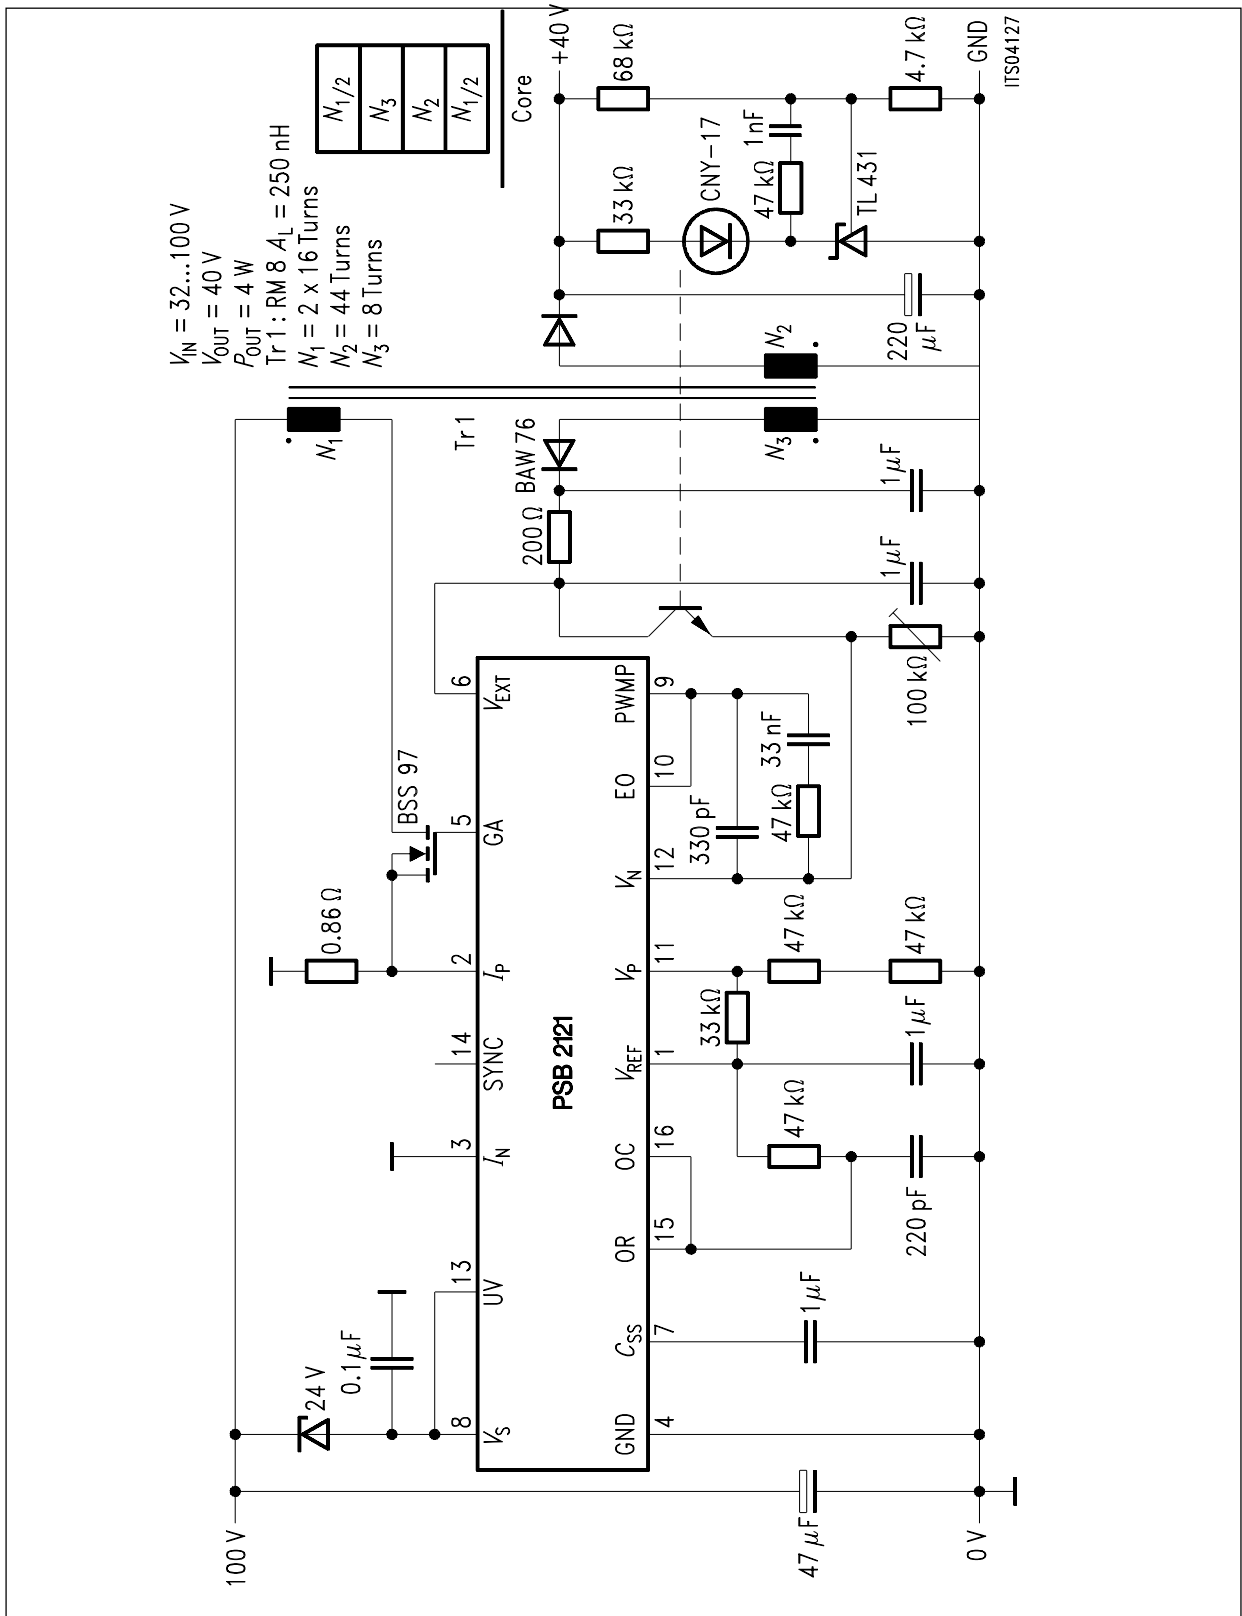 V_IN = 32...100 V
V_OUT = 40 V
P_OUT = 4 W
Tr 1 : RM 8 A_L = 250 nH
N_1 = 2 x 16 Turns
N_2 = 44 Turns
N_3 = 8 Turns
N_1/2
N_3
N_2
N_1/2
Core
100 V
24 V
0.1 µF
0.86 Ω
BSS 97
N_1
Tr1
BAW 76
200 Ω
N_3
N_2
+40 V
33 kΩ
68 kΩ
CNY-17
47 kΩ
1 nF
TL 431
4.7 kΩ
220
µF
1 µF
1 µF
100 kΩ
8
V_S
13
UV
3
I_N
14
SYNC
2
I_P
5
GA
6
V_EXT
PSB 2121
GND
4
C_SS
7
OR
15
OC
16
V_REF
1
V_P
11
V_N
12
EO
10
PWMP
9
47 µF
1 µF
220 pF
47 kΩ
33 kΩ
1 µF
47 kΩ
47 kΩ
330 pF
47 kΩ
33 nF
0 V
GND
ITS04127